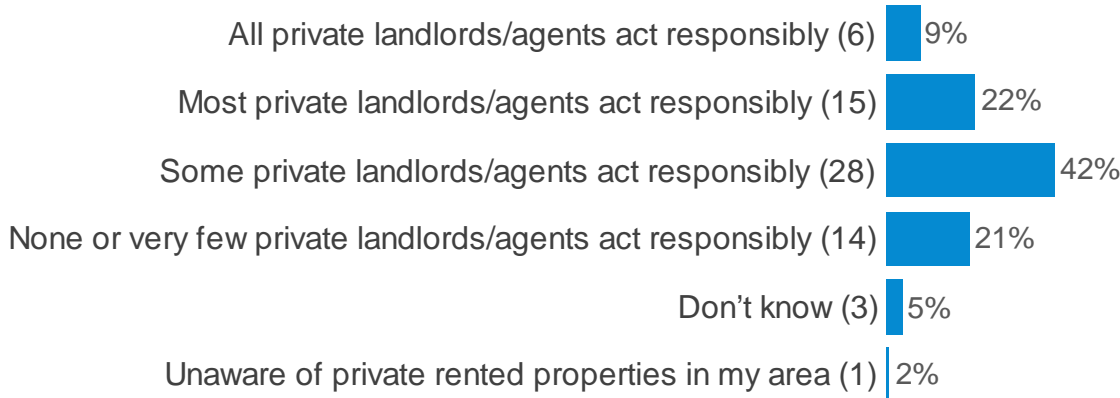 All private landlords/agents act responsibly (6) 9%
Most private landlords/agents act responsibly (15) 22%
Some private landlords/agents act responsibly (28) 42%
None or very few private landlords/agents act responsibly (14) 21%
Don’t know (3) 5%
Unaware of private rented properties in my area (1) 2%